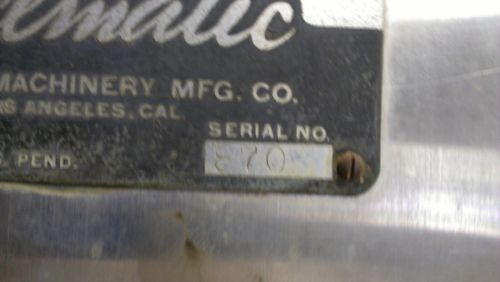 MACHINERY MFG. CO.
ANGELES, CAL.
SERIAL NO.
PEND. 870